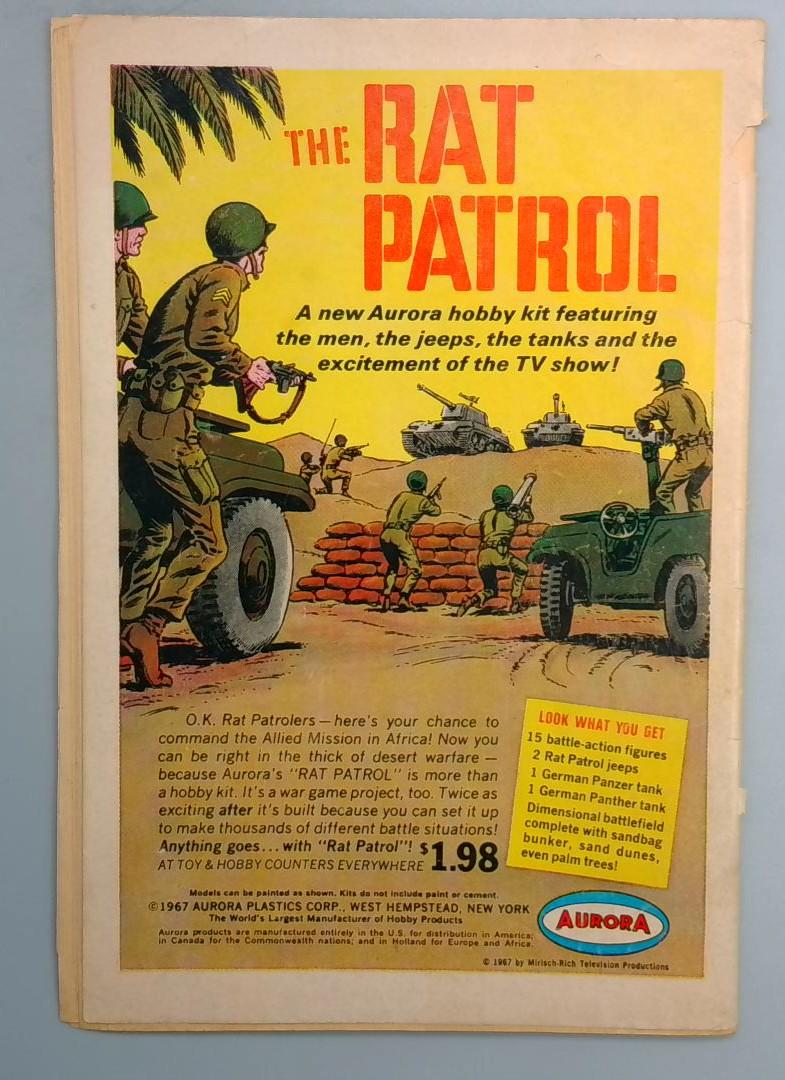 THE RAT
PATROL
A new Aurora hobby kit featuring
the men, the jeeps, the tanks and the
excitement of the TV show!
O.K. Rat Patrolers — here's your chance to
command the Allied Mission in Africa! Now you
can be right in the thick of desert warfare —
because Aurora's "RAT PATROL" is more than
a hobby kit. It's a war game project, too. Twice as
exciting after it's built because you can set it up
to make thousands of different battle situations!
Anything goes... with "Rat Patrol"! $1.98
AT TOY & HOBBY COUNTERS EVERYWHERE
LOOK WHAT YOU GET
15 battle-action figures
2 Rat Patrol jeeps
1 German Panzer tank
1 German Panther tank
Dimensional battlefield
complete with sandbag
bunker, sand dunes,
even palm trees!
Models can be painted as shown. Kits do not include paint or cement.
©1967 AURORA PLASTICS CORP., WEST HEMPSTEAD, NEW YORK
The World's Largest Manufacturer of Hobby Products
Aurora products are manufactured entirely in the U.S. for distribution in America;
in Canada for the Commonwealth nations; and in Holland for Europe and Africa.
AURORA
© 1967 by Mirisch-Rich Television Productions